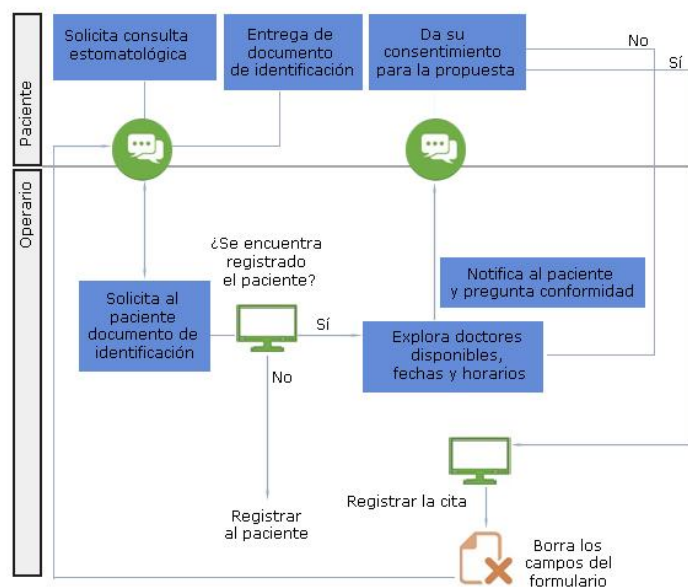 Paciente
Solicita consulta
estomatológica
Entrega de
documento
de identificación
Da su
consentimiento
para la propuesta
No
Sí
Operario
¿Se encuentra
registrado
el paciente?
Solicita al
paciente
documento de
identificación
Sí
No
Notifica al paciente
y pregunta conformidad
Explora doctores
disponibles,
fechas y horarios
Registrar
al paciente
Registrar la cita
Borra los
campos del
formulario